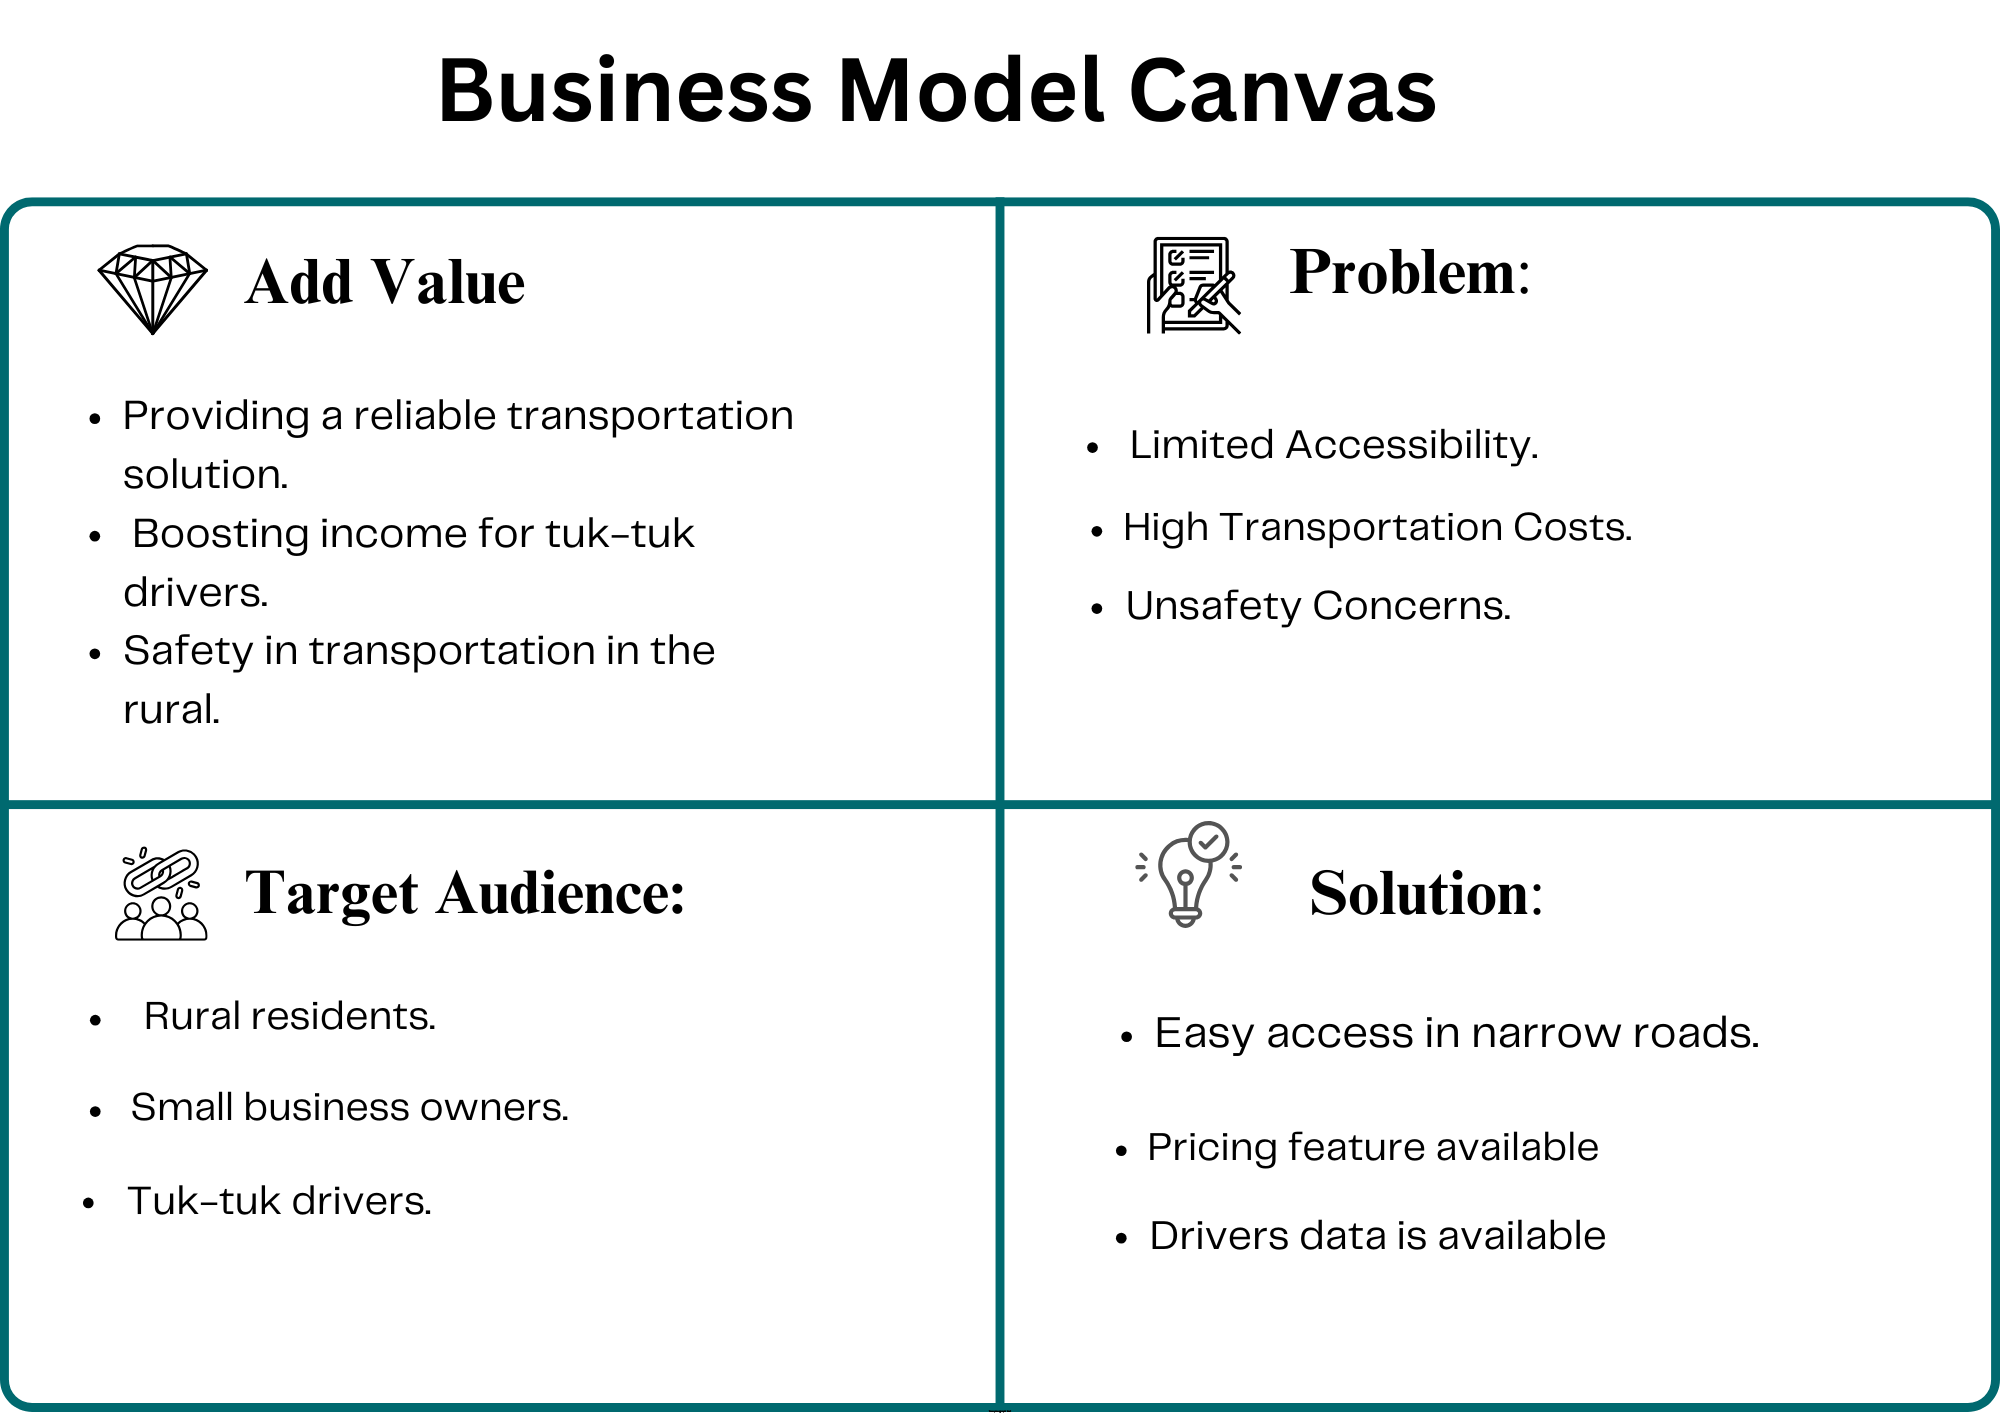 Business Model Canvas
Add Value
• Providing a reliable transportation
solution.
• Boosting income for tuk-tuk
drivers.
• Safety in transportation in the
rural.
Problem:
• Limited Accessibility.
• High Transportation Costs.
• Unsafety Concerns.
Target Audience:
• Rural residents.
• Small business owners.
• Tuk-tuk drivers.
Solution:
• Easy access in narrow roads.
• Pricing feature available
• Drivers data is available